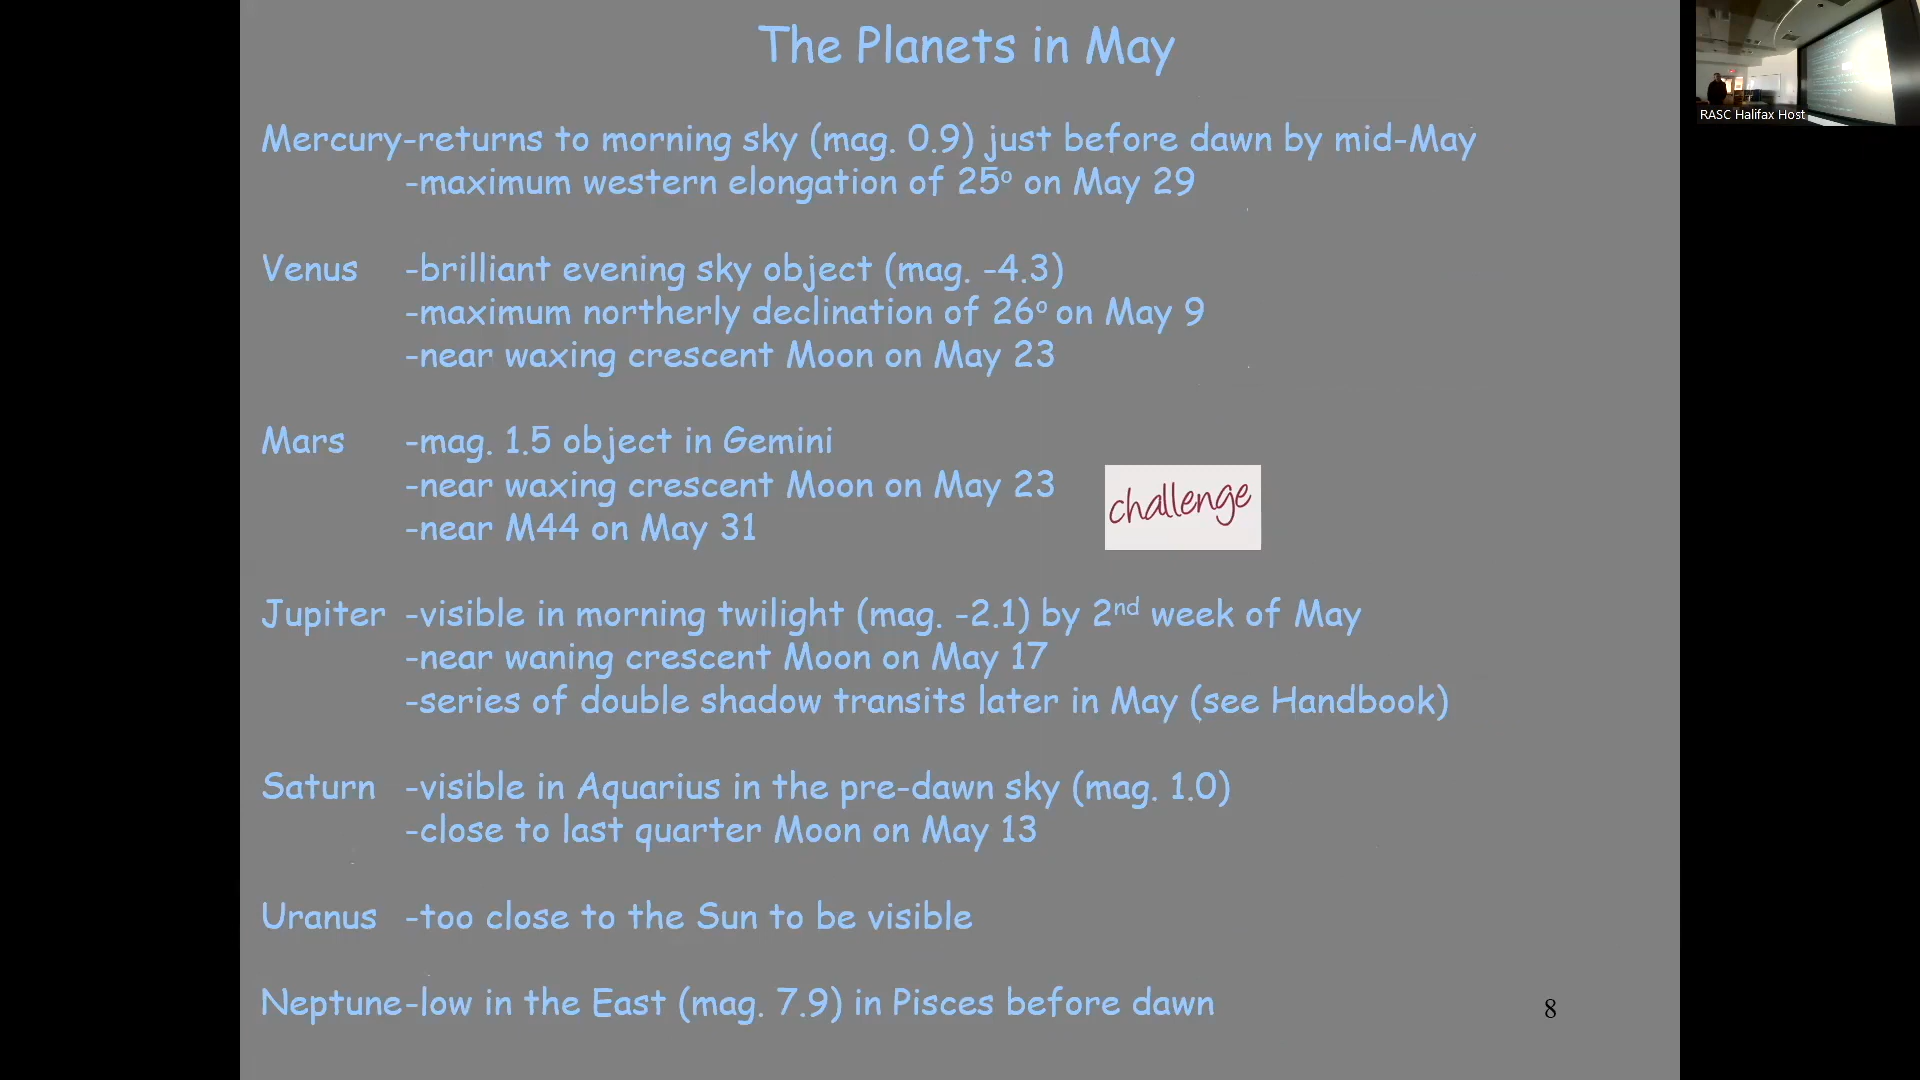 The Planets in May
Mercury-returns to morning sky (mag. 0.9) just before dawn by mid-May
-maximum western elongation of 25º on May 29
Venus -brilliant evening sky object (mag. -4.3)
-maximum northerly declination of 26º on May 9
-near waxing crescent Moon on May 23
Mars -mag. 1.5 object in Gemini
-near waxing crescent Moon on May 23
-near M44 on May 31
challenge
Jupiter -visible in morning twilight (mag. -2.1) by 2nd week of May
-near waning crescent Moon on May 17
-series of double shadow transits later in May (see Handbook)
Saturn -visible in Aquarius in the pre-dawn sky (mag. 1.0)
-close to last quarter Moon on May 13
Uranus -too close to the Sun to be visible
Neptune-low in the East (mag. 7.9) in Pisces before dawn
8
RASC Halifax Host